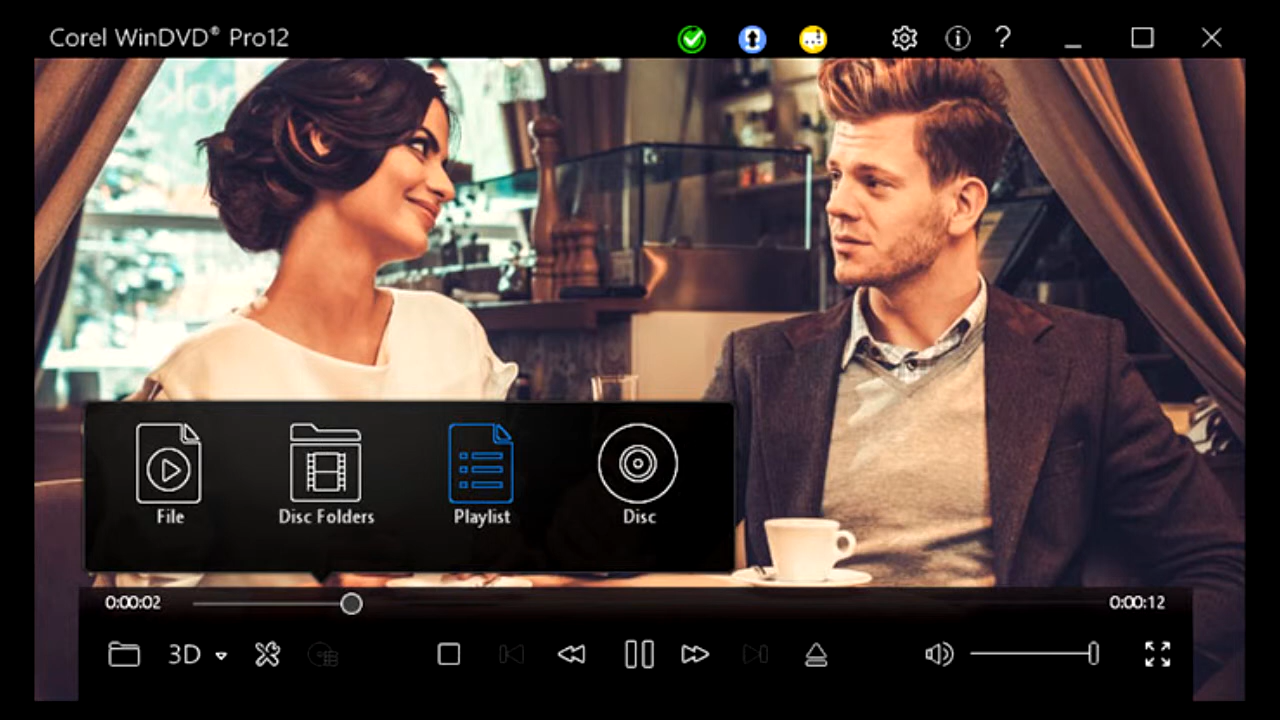 Corel WinDVD® Pro12
File
Disc Folders
Playlist
Disc
0:00:02
0:00:12
3D